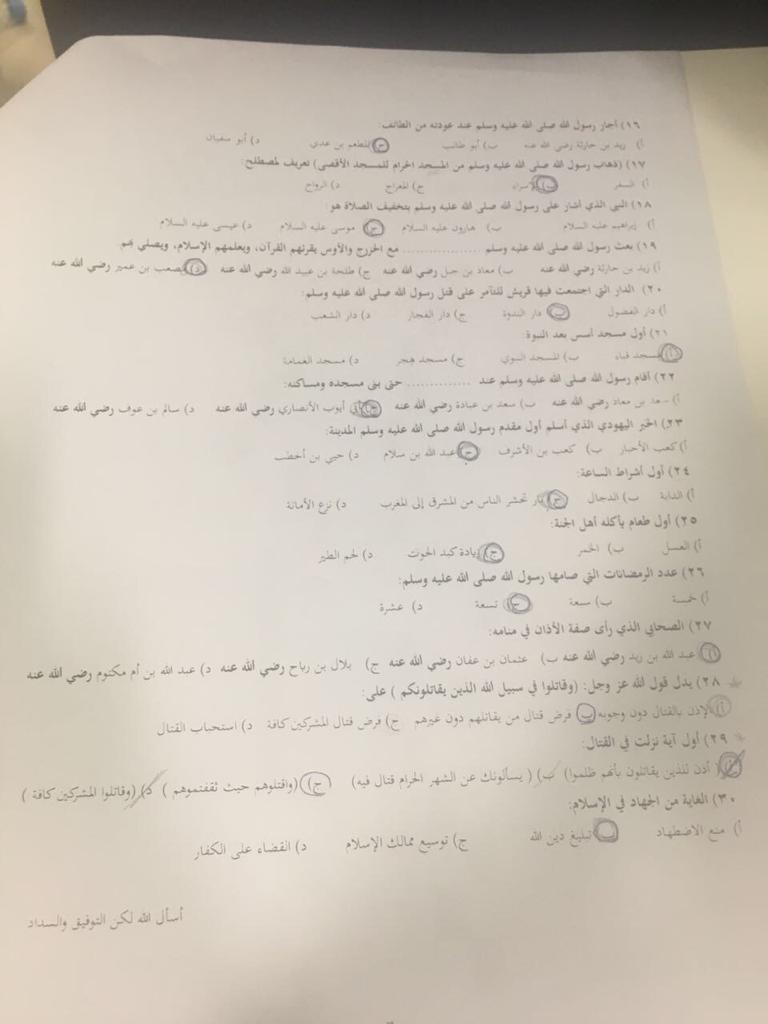 ١٦) أجار رسول الله صلى الله عليه وسلم عند عودته من الطائف:
أ) زيد بن حارثة رضي الله عنه ب) أبو طالب ج) المطعم بن عدي د) أبو سفيان
١٧) (ذهاب رسول الله صلى الله عليه وسلم من المسجد الحرام للمسجد الأقصى) تعريف لمصطلح:
أ) السفر ب) الإسراء ج) المعراج د) الرواح
١٨) النبي الذي أشار على رسول الله صلى الله عليه وسلم بتخفيف الصلاة هو:
أ) إبراهيم عليه السلام ب) هارون عليه السلام ج) موسى عليه السلام د) عيسى عليه السلام
١٩) بعث رسول الله صلى الله عليه وسلم ................ مع الخزرج والأوس يقرئهم القرآن، ويعلمهم الإسلام، ويصلي بهم.
أ) زيد بن حارثة رضي الله عنه ب) معاذ بن جبل رضي الله عنه ج) طلحة بن عبيد الله رضي الله عنه د) مصعب بن عمير رضي الله عنه
٢٠) الدار التي اجتمعت فيها قريش للتآمر على قتل رسول الله صلى الله عليه وسلم:
أ) دار الفضول ب) دار الندوة ج) دار الفجار د) دار الشعب
٢١) أول مسجد أسس بعد النبوة:
أ) مسجد قباء ب) المسجد النبوي ج) مسجد هجر د) مسجد الغمامة
٢٢) أقام رسول الله صلى الله عليه وسلم عند ............. حتى بنى مسجده ومساكنه:
أ) سعد بن معاذ رضي الله عنه ب) سعد بن عبادة رضي الله عنه ج) أبي أيوب الأنصاري رضي الله عنه د) سالم بن عوف رضي الله عنه
٢٣) الحبر اليهودي الذي أسلم أول مقدم رسول الله صلى الله عليه وسلم المدينة:
أ) كعب الأحبار ب) كعب بن الأشرف ج) عبد الله بن سلام د) حيي بن أخطب
٢٤) أول أشراط الساعة:
أ) الدابة ب) الدجال ج) نار تحشر الناس من المشرق إلى المغرب د) نزع الأمانة
٢٥) أول طعام يأكله أهل الجنة:
أ) العسل ب) الخمر ج) زيادة كبد الحوت د) لحم الطير
٢٦) عدد الرمضانات التي صامها رسول الله صلى الله عليه وسلم:
أ) خمسة ب) سبعة ج) تسعة د) عشرة
٢٧) الصحابي الذي رأى صفة الأذان في منامه:
أ) عبد الله بن زيد رضي الله عنه ب) عثمان بن عفان رضي الله عنه ج) بلال بن رباح رضي الله عنه د) عبد الله بن أم مكتوم رضي الله عنه
٢٨) يدل قول الله عز وجل: (وقاتلوا في سبيل الله الذين يقاتلونكم ) على:
أ) الإذن بالقتال دون وجوبه ب) فرض قتال من يقاتلهم دون غيرهم ج) فرض قتال المشركين كافة د) استحباب القتال
٢٩) أول آية نزلت في القتال:
أ) ( أذن للذين يقاتلون بأنهم ظلموا) ب) ( يسألونك عن الشهر الحرام قتال فيه) ج) (واقتلوهم حيث ثقفتموهم ) د) (وقاتلوا المشركين كافة )
٣٠) الغاية من الجهاد في الإسلام:
أ) منع الاضطهاد ب) تبليغ دين الله ج) توسيع ممالك الإسلام د) القضاء على الكفار
أسأل الله لكن التوفيق والسداد